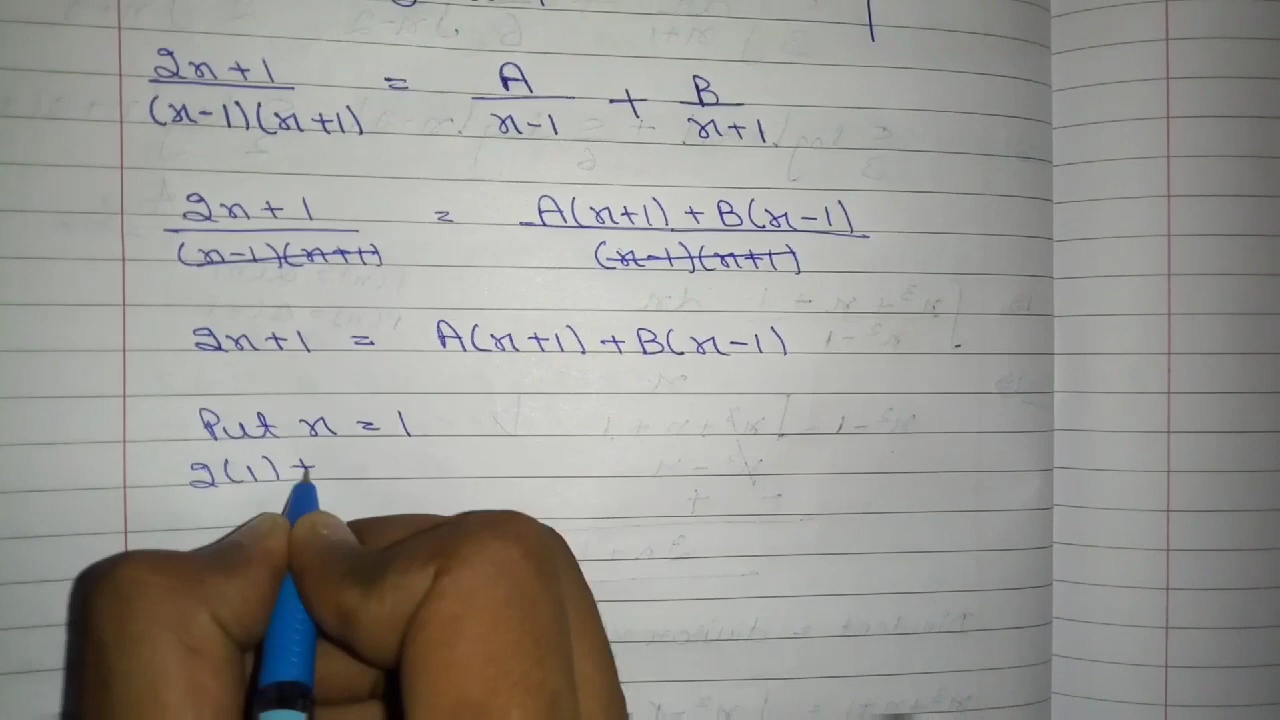 2x+1 / (x-1)(x+1) = A / x-1 + B / x+1
2x+1 / (x-1)(x+1) = A(x+1) + B(x-1) / (x-1)(x+1)
2x+1 = A(x+1) + B(x-1)
Put x = 1
2(1) +